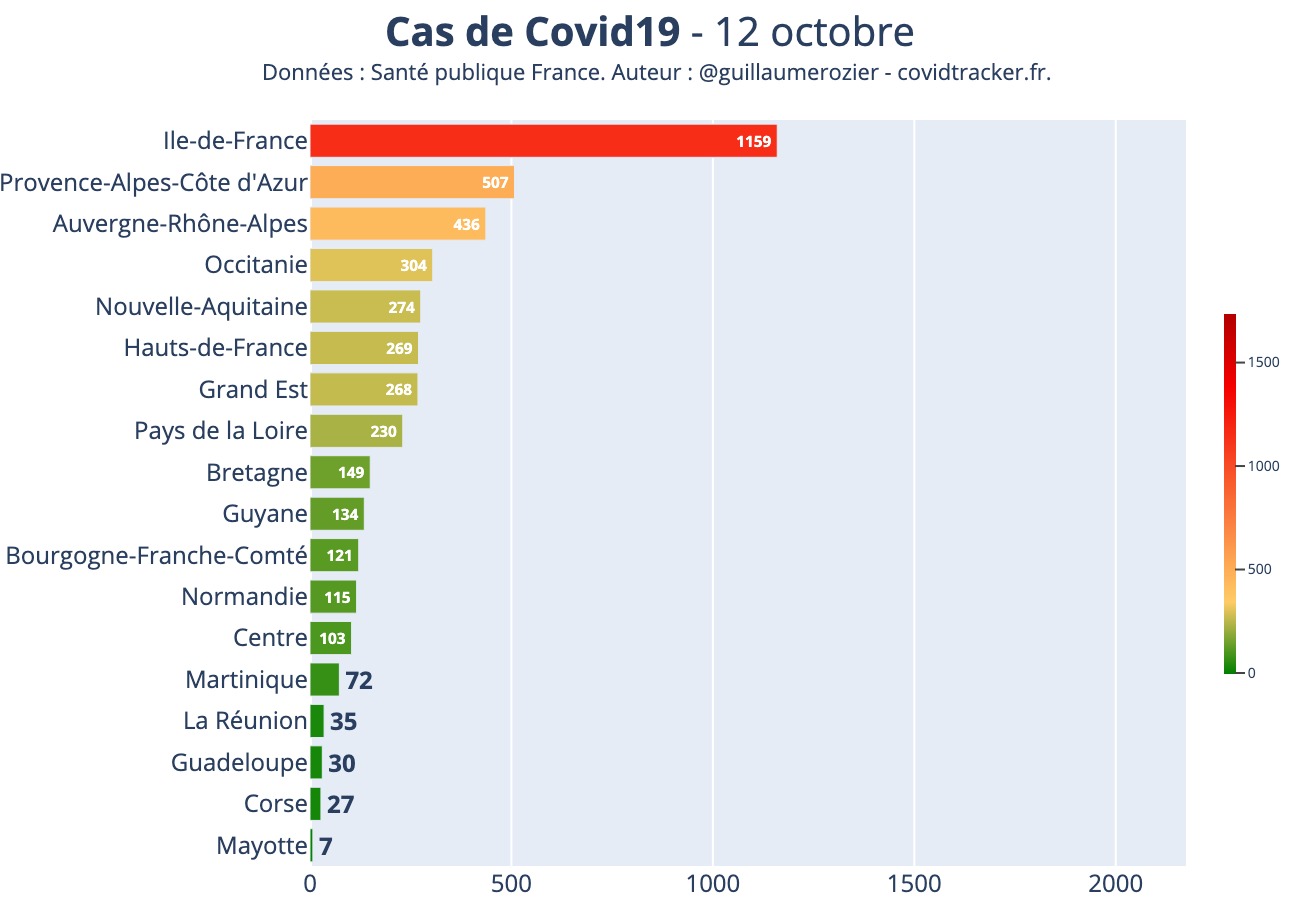 Cas de Covid19 - 12 octobre
Données : Santé publique France. Auteur : @guillaumerozier - covidtracker.fr.
Ile-de-France 1159
Provence-Alpes-Côte d'Azur 507
Auvergne-Rhône-Alpes 436
Occitanie 304
Nouvelle-Aquitaine 274
Hauts-de-France 269
Grand Est 268
Pays de la Loire 230
Bretagne 149
Guyane 134
Bourgogne-Franche-Comté 121
Normandie 115
Centre 103
Martinique 72
La Réunion 35
Guadeloupe 30
Corse 27
Mayotte 7
0 500 1000 1500 2000
1500
1000
500
0